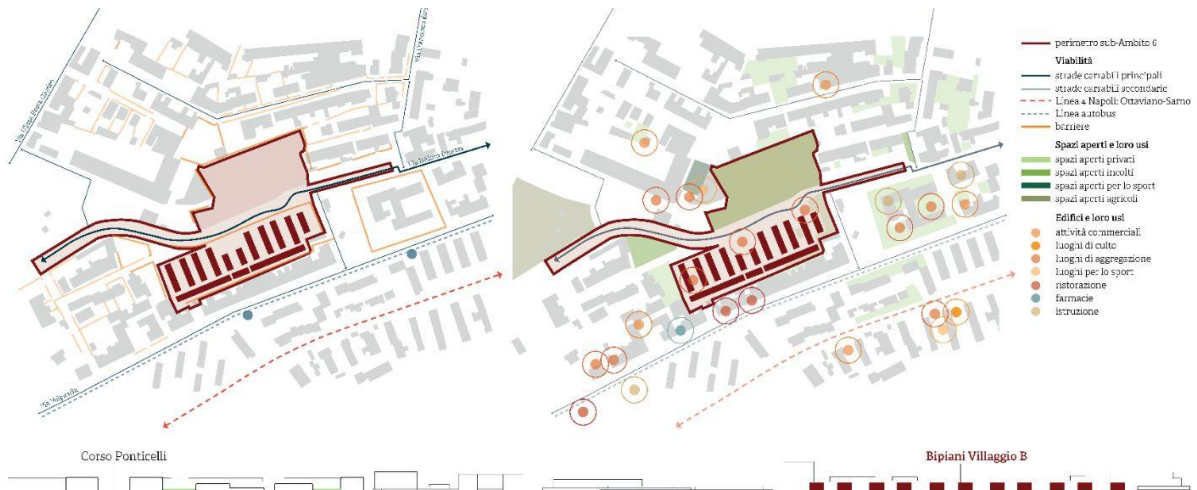 perimetro sub-Ambito 6
Viabilità
strade carrabili principali
strade carrabili secondarie
Linea 4 Napoli: Ottaviano-Sarno
Linea autobus
barriere
Spazi aperti e loro usi
spazi aperti privati
spazi aperti incolti
spazi aperti per lo sport
spazi aperti agricoli
Edifici e loro usi
attività commerciali
luoghi di culto
luoghi di aggregazione
luoghi per lo sport
ristorazione
farmacie
istruzione
Corso Ponticelli
Bipiani Villaggio B